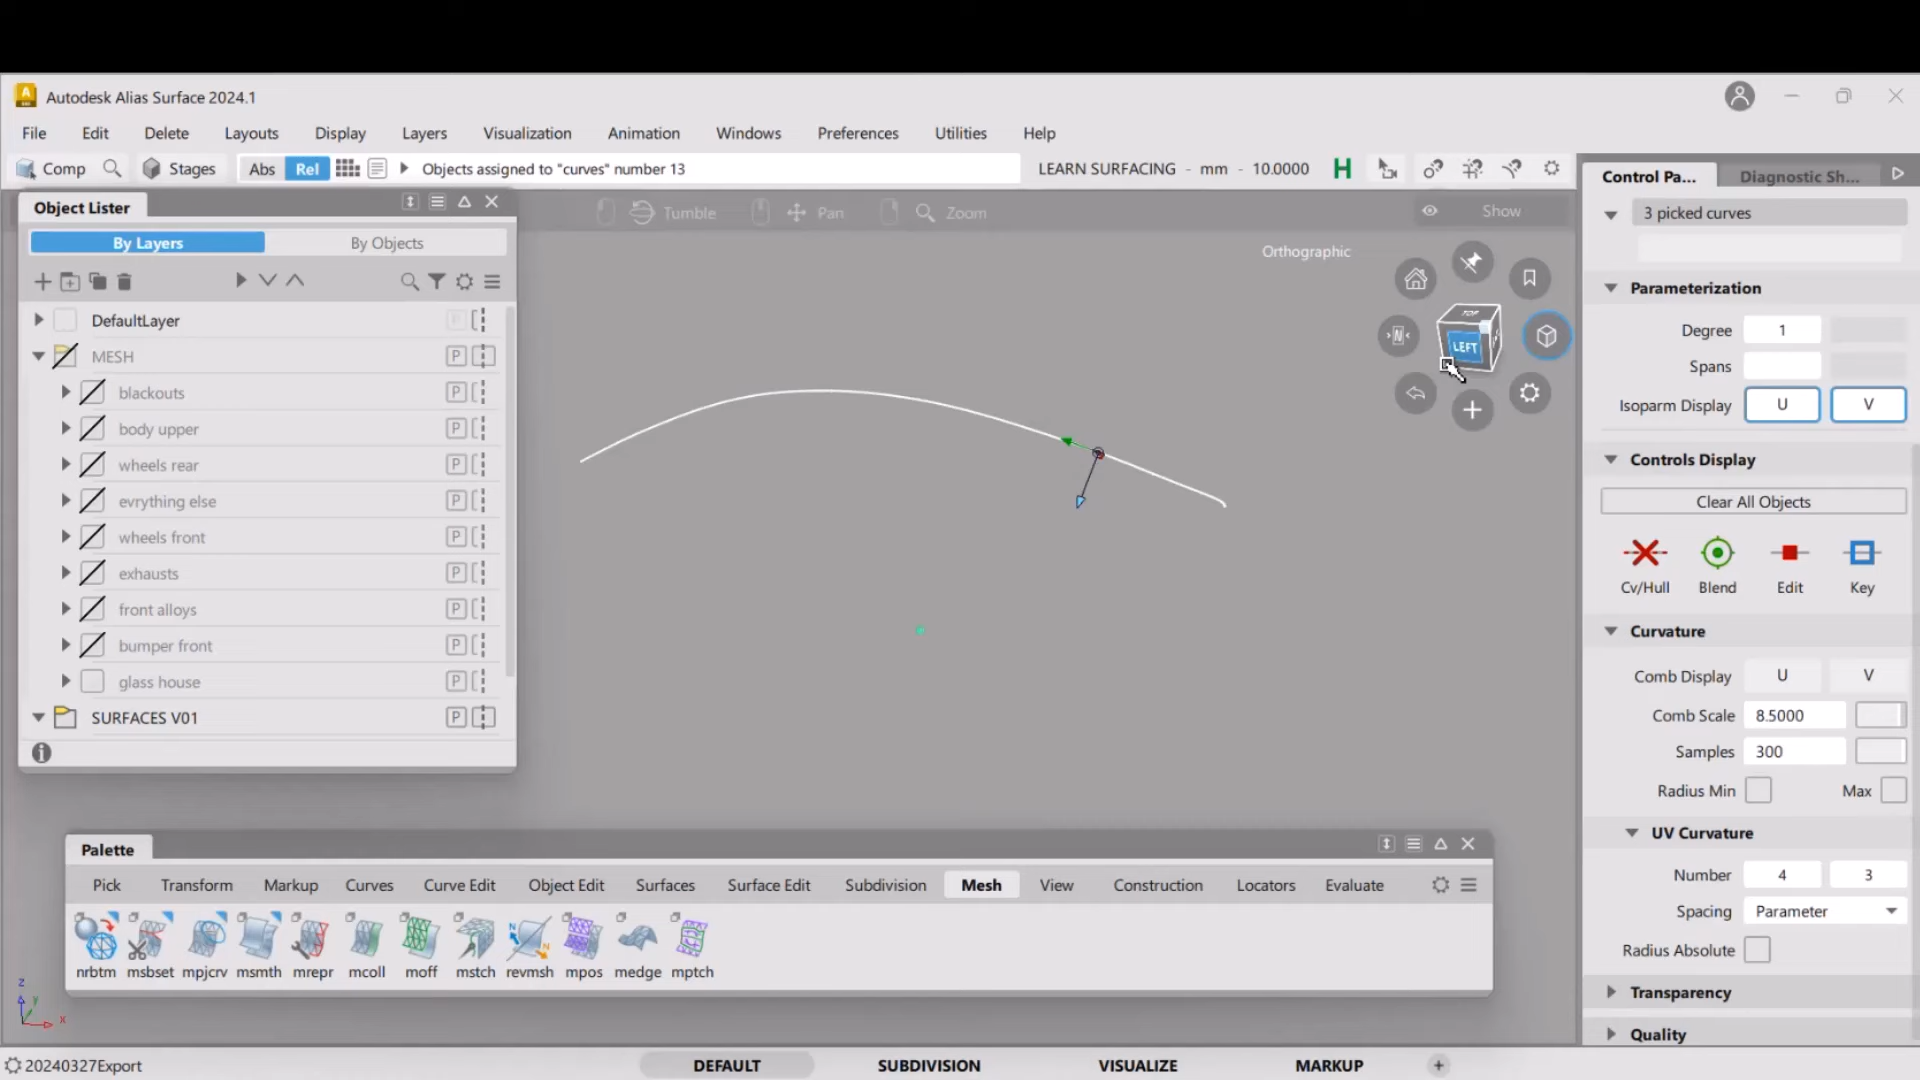 Autodesk Alias Surface 2024.1
File Edit Delete Layouts Display Layers Visualization Animation Windows Preferences Utilities Help
Comp Stages Abs Rel Objects assigned to "curves" number 13 LEARN SURFACING - mm - 10.0000 H
Object Lister
By Layers By Objects
DefaultLayer P
MESH P
blackouts P
body upper P
wheels rear P
evrything else P
wheels front P
exhausts P
front alloys P
bumper front P
glass house P
SURFACES V01 P
Tumble Pan Zoom
Show
Orthographic
N
TOP
LEFT
Control Pa... Diagnostic Sh...
3 picked curves
Parameterization
Degree 1
Spans
Isoparm Display U V
Controls Display
Clear All Objects
Cv/Hull Blend Edit Key
Curvature
Comb Display U V
Comb Scale 8.5000
Samples 300
Radius Min Max
UV Curvature
Number 4 3
Spacing Parameter
Radius Absolute
Transparency
Quality
Palette
Pick Transform Markup Curves Curve Edit Object Edit Surfaces Surface Edit Subdivision Mesh View Construction Locators Evaluate
nrbtm msbset mpjcrv msmth mrepr mcoll moff mstch revmsh mpos medge mptch
z
y
x
20240327Export DEFAULT SUBDIVISION VISUALIZE MARKUP